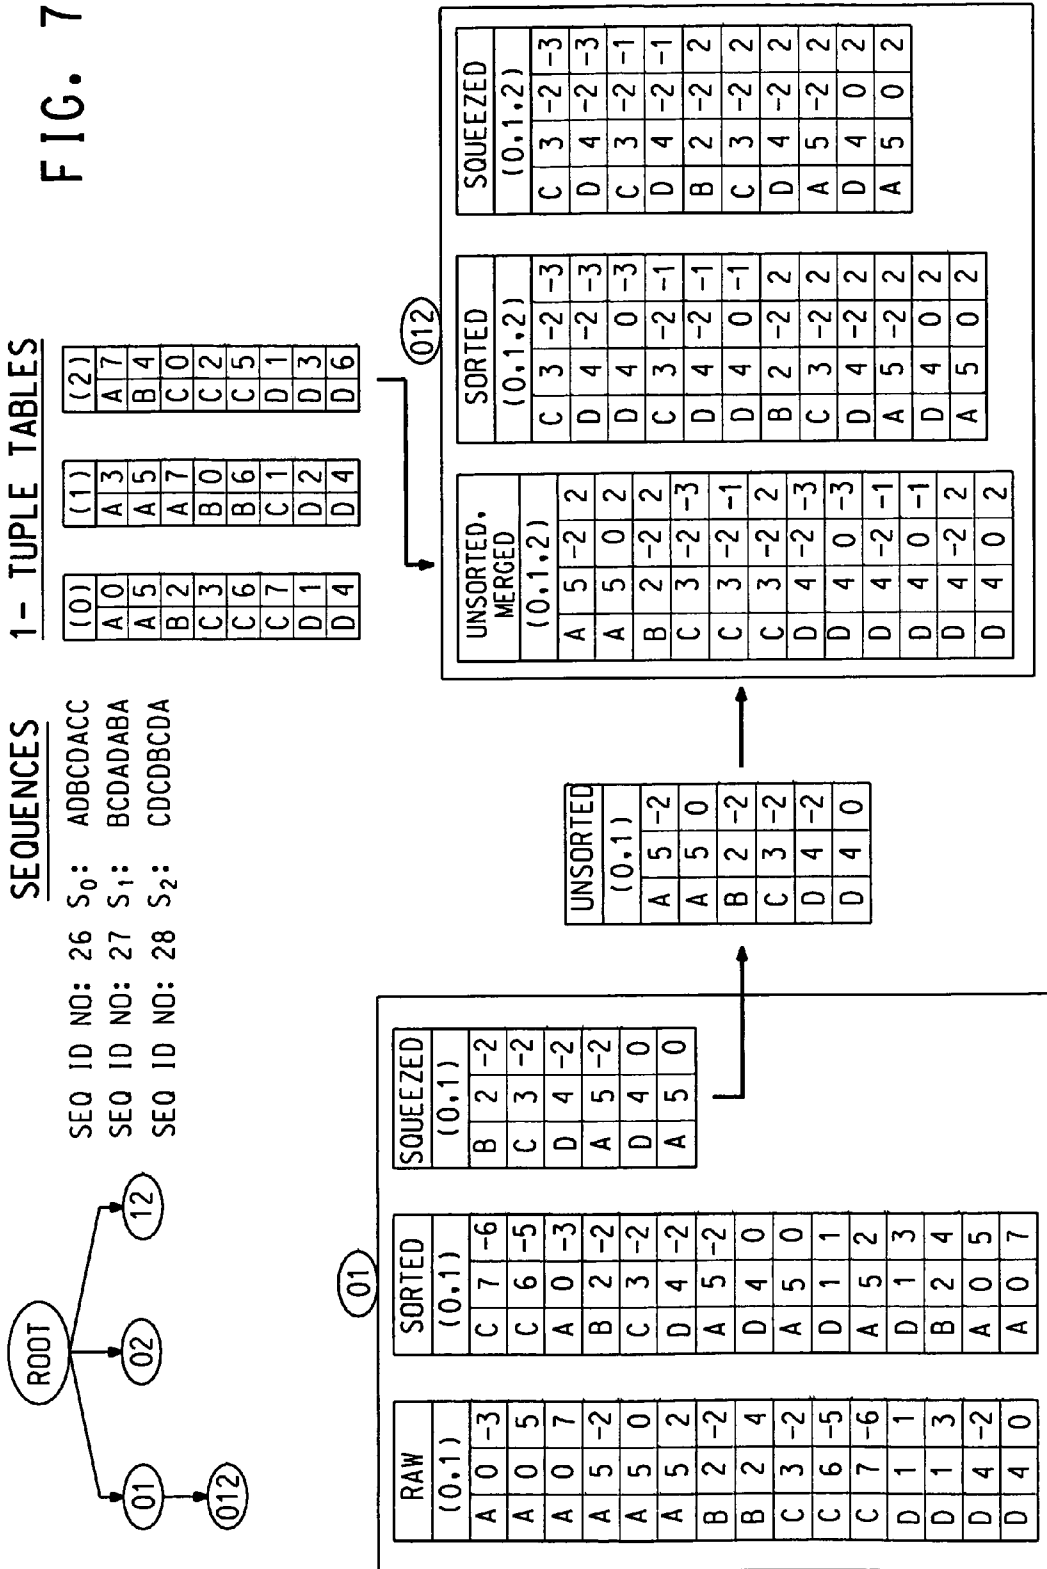 FIG. 7
SEQUENCES
SEQ ID NO: 26 S0: ADBCDACC
SEQ ID NO: 27 S1: BCDADABA
SEQ ID NO: 28 S2: CDCDBCDA
1- TUPLE TABLES
(0)
A 0
A 5
B 2
C 3
C 6
C 7
D 1
D 4
(1)
A 3
A 5
A 7
B 0
B 6
C 1
D 2
D 4
(2)
A 7
B 4
C 0
C 2
C 5
D 1
D 3
D 6
ROOT
01
02
12
012
01
RAW
(0,1)
A 0 -3
A 0 5
A 0 7
A 5 -2
A 5 0
A 5 2
B 2 -2
B 2 4
C 3 -2
C 6 -5
C 7 -6
D 1 1
D 1 3
D 4 -2
D 4 0
SORTED
(0,1)
C 7 -6
C 6 -5
A 0 -3
B 2 -2
C 3 -2
D 4 -2
A 5 -2
D 4 0
A 5 0
D 1 1
A 5 2
D 1 3
B 2 4
A 0 5
A 0 7
SQUEEZED
(0,1)
B 2 -2
C 3 -2
D 4 -2
A 5 -2
D 4 0
A 5 0
UNSORTED
(0,1)
A 5 -2
A 5 0
B 2 -2
C 3 -2
D 4 -2
D 4 0
012
UNSORTED,
MERGED
(0,1,2)
A 5 -2 2
A 5 0 2
B 2 -2 2
C 3 -2 -3
C 3 -2 -1
C 3 -2 2
D 4 -2 -3
D 4 0 -3
D 4 -2 -1
D 4 0 -1
D 4 -2 2
D 4 0 2
SORTED
(0,1,2)
C 3 -2 -3
D 4 -2 -3
D 4 0 -3
C 3 -2 -1
D 4 -2 -1
D 4 0 -1
B 2 -2 2
C 3 -2 2
D 4 -2 2
A 5 -2 2
D 4 0 2
A 5 0 2
SQUEEZED
(0,1,2)
C 3 -2 -3
D 4 -2 -3
C 3 -2 -1
D 4 -2 -1
B 2 -2 2
C 3 -2 2
D 4 -2 2
A 5 -2 2
D 4 0 2
A 5 0 2